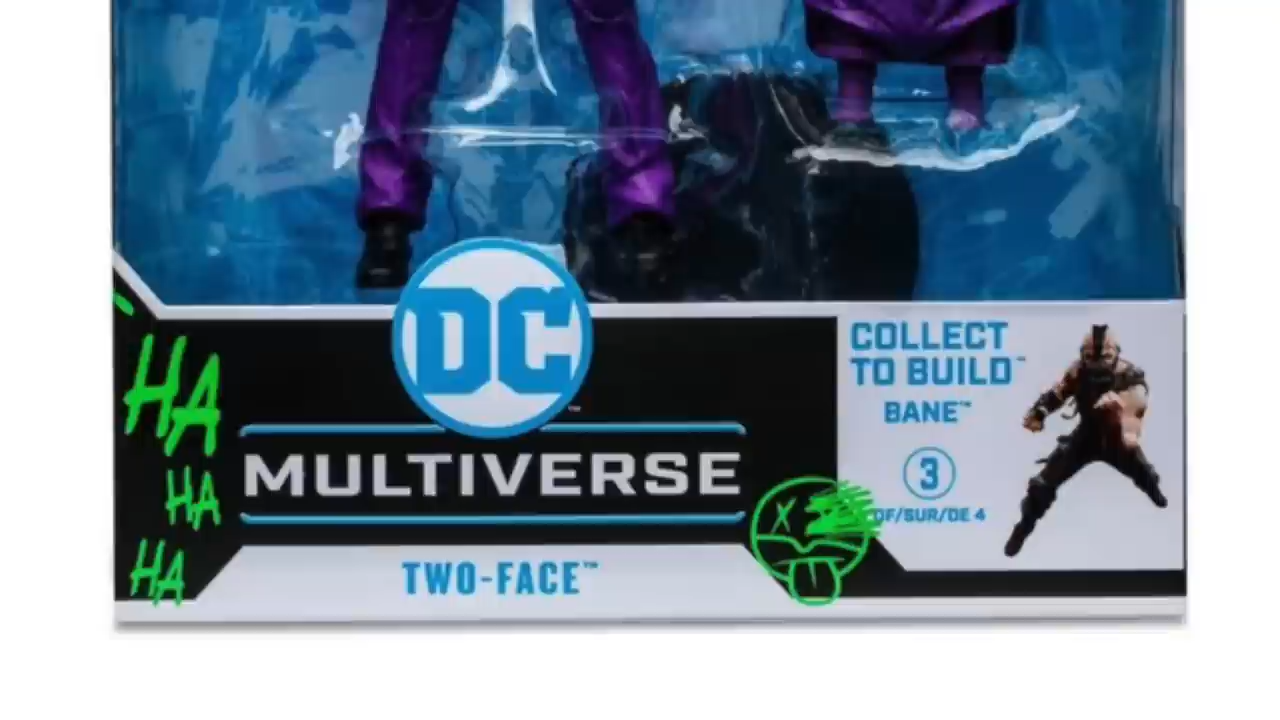 DC
HA
HA
HA
MULTIVERSE
TWO-FACE™
COLLECT
TO BUILD™
BANE™
3
OF/SUR/DE 4
X